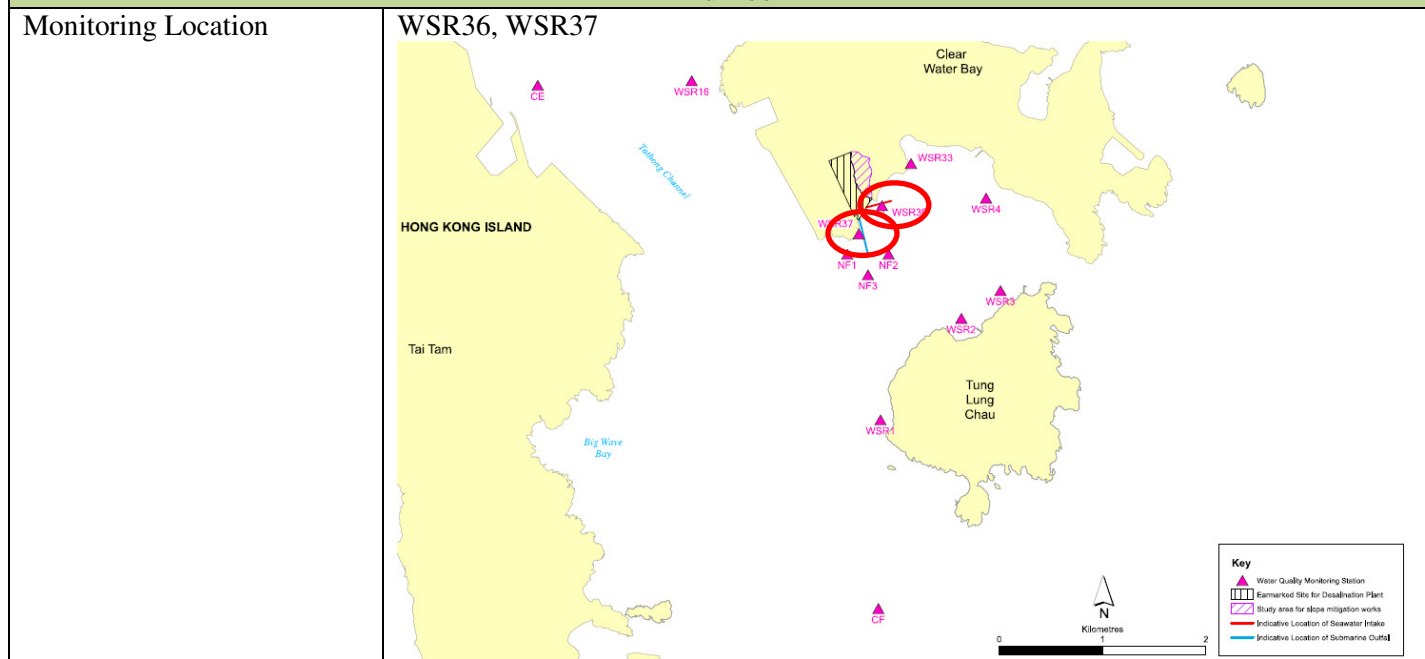 Monitoring Location
WSR36, WSR37
Clear
Water Bay
CE
WSR16
Tathong Channel
WSR33
WSR36
WSR4
HONG KONG ISLAND
WSR37
NF1
NF2
NF3
WSR3
WSR2
Tai Tam
Tung
Lung
Chau
WSR1
Big Wave
Bay
CF
N
Kilometres
0
1
2
Key
Water Quality Monitoring Station
Earmarked Site for Desalination Plant
Study area for slope mitigation works
Indicative Location of Seawater Intake
Indicative Location of Submarine Outfall